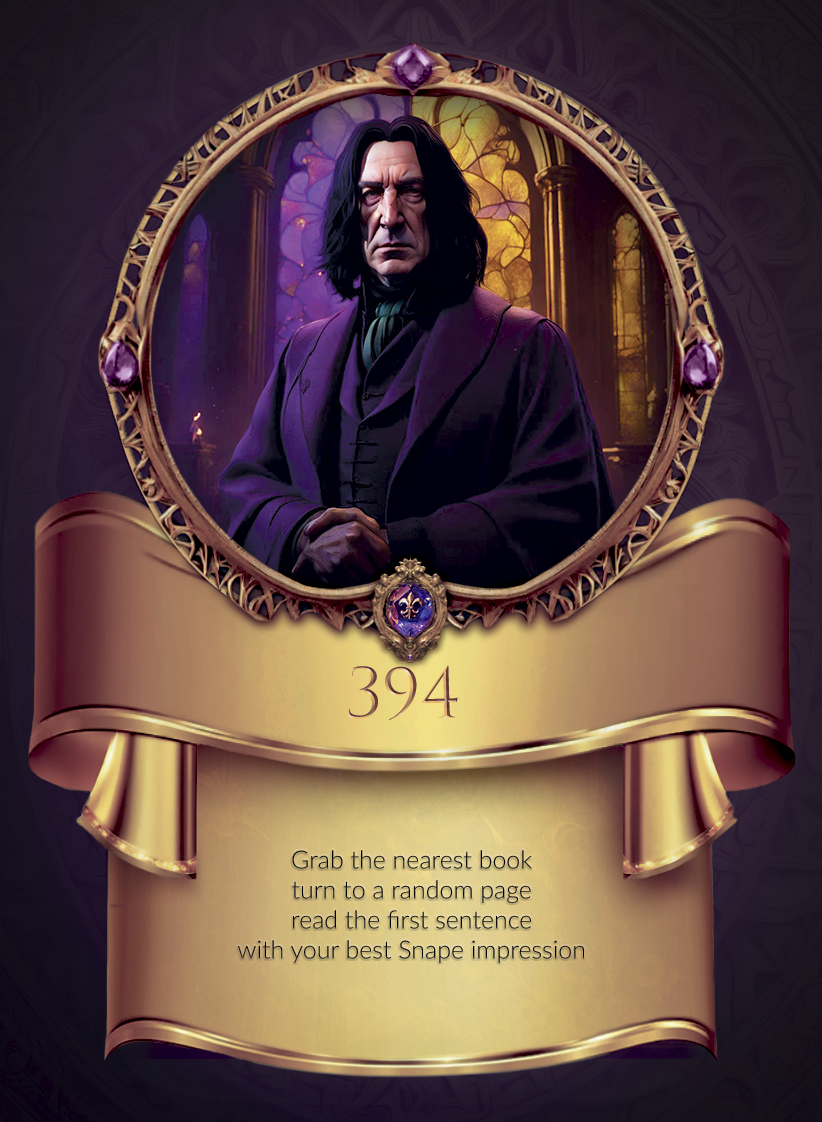 394
Grab the nearest book
turn to a random page
read the first sentence
with your best Snape impression